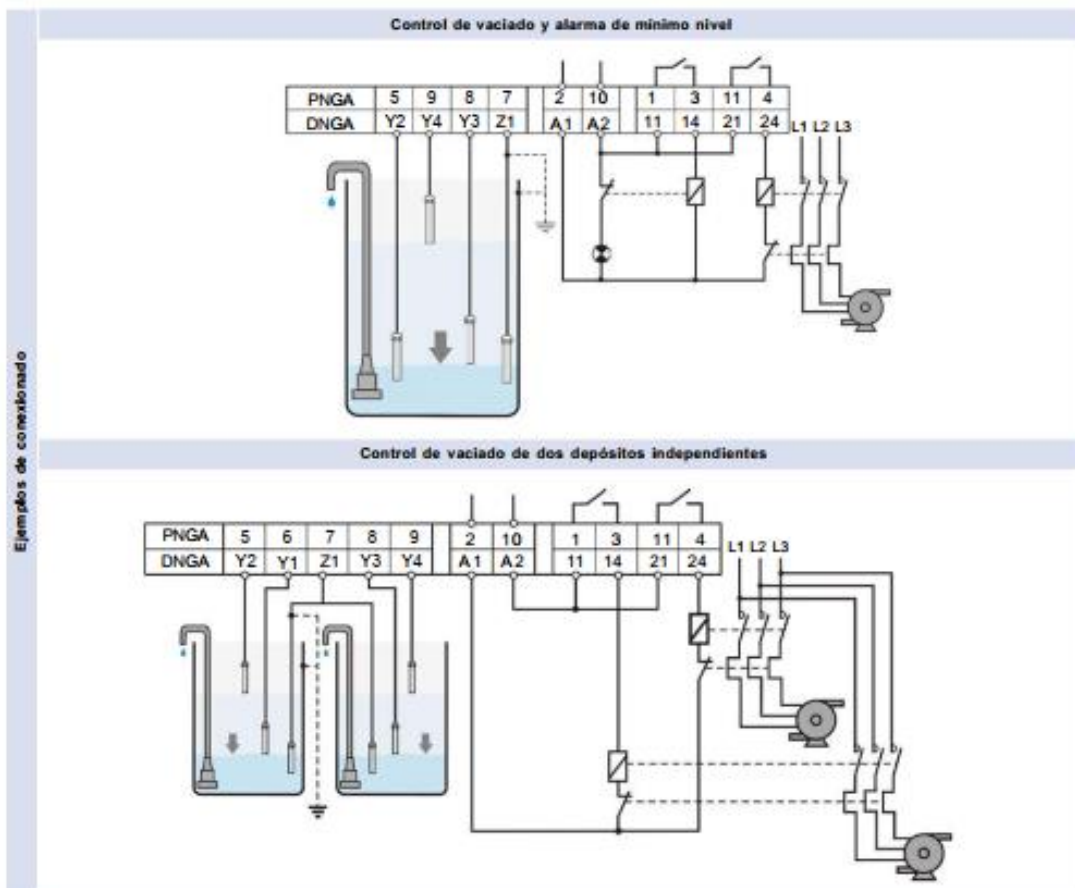 Ejemplos de conexionado
Control de vaciado y alarma de mínimo nivel
PNGA 5 9 8 7 2 10 1 3 11 4
DNGA Y2 Y4 Y3 Z1 A1 A2 11 14 21 24
L1 L2 L3
Control de vaciado de dos depósitos independientes
PNGA 5 6 7 8 9 2 10 1 3 11 4
DNGA Y2 Y1 Z1 Y3 Y4 A1 A2 11 14 21 24
L1 L2 L3